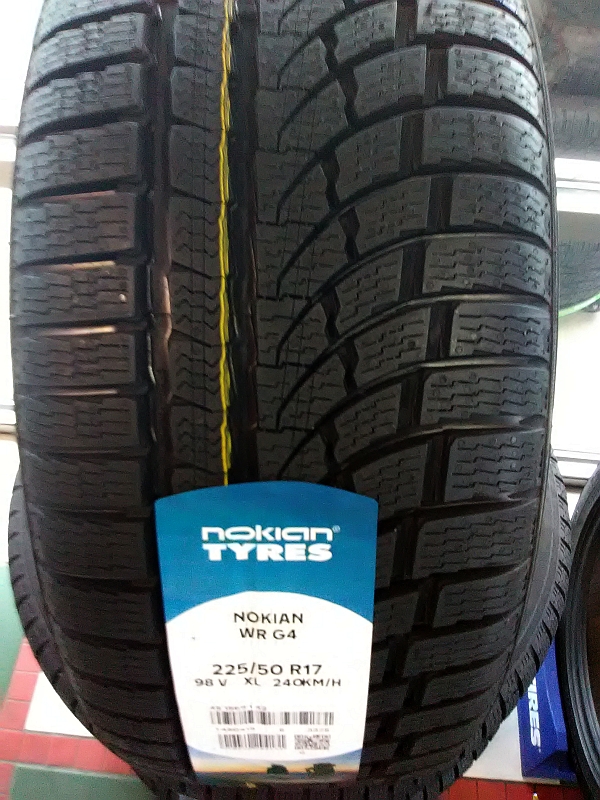 nokian®
TYRES
NOKIAN
WR G4
225/50 R17
98 V XL 240KM/H